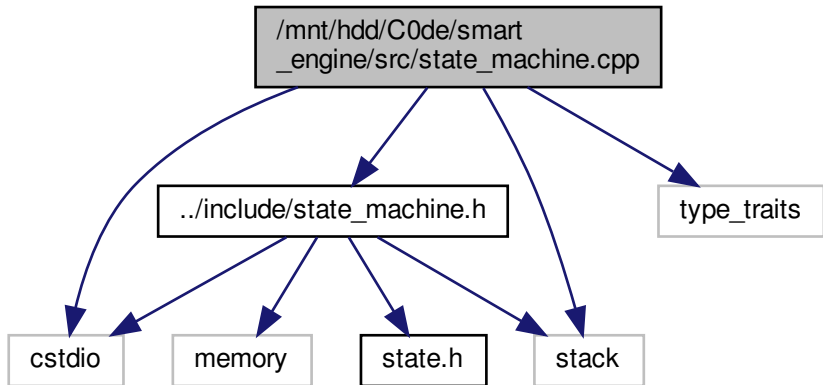 /mnt/hdd/C0de/smart
_engine/src/state_machine.cpp
../include/state_machine.h
type_traits
cstdio
memory
state.h
stack